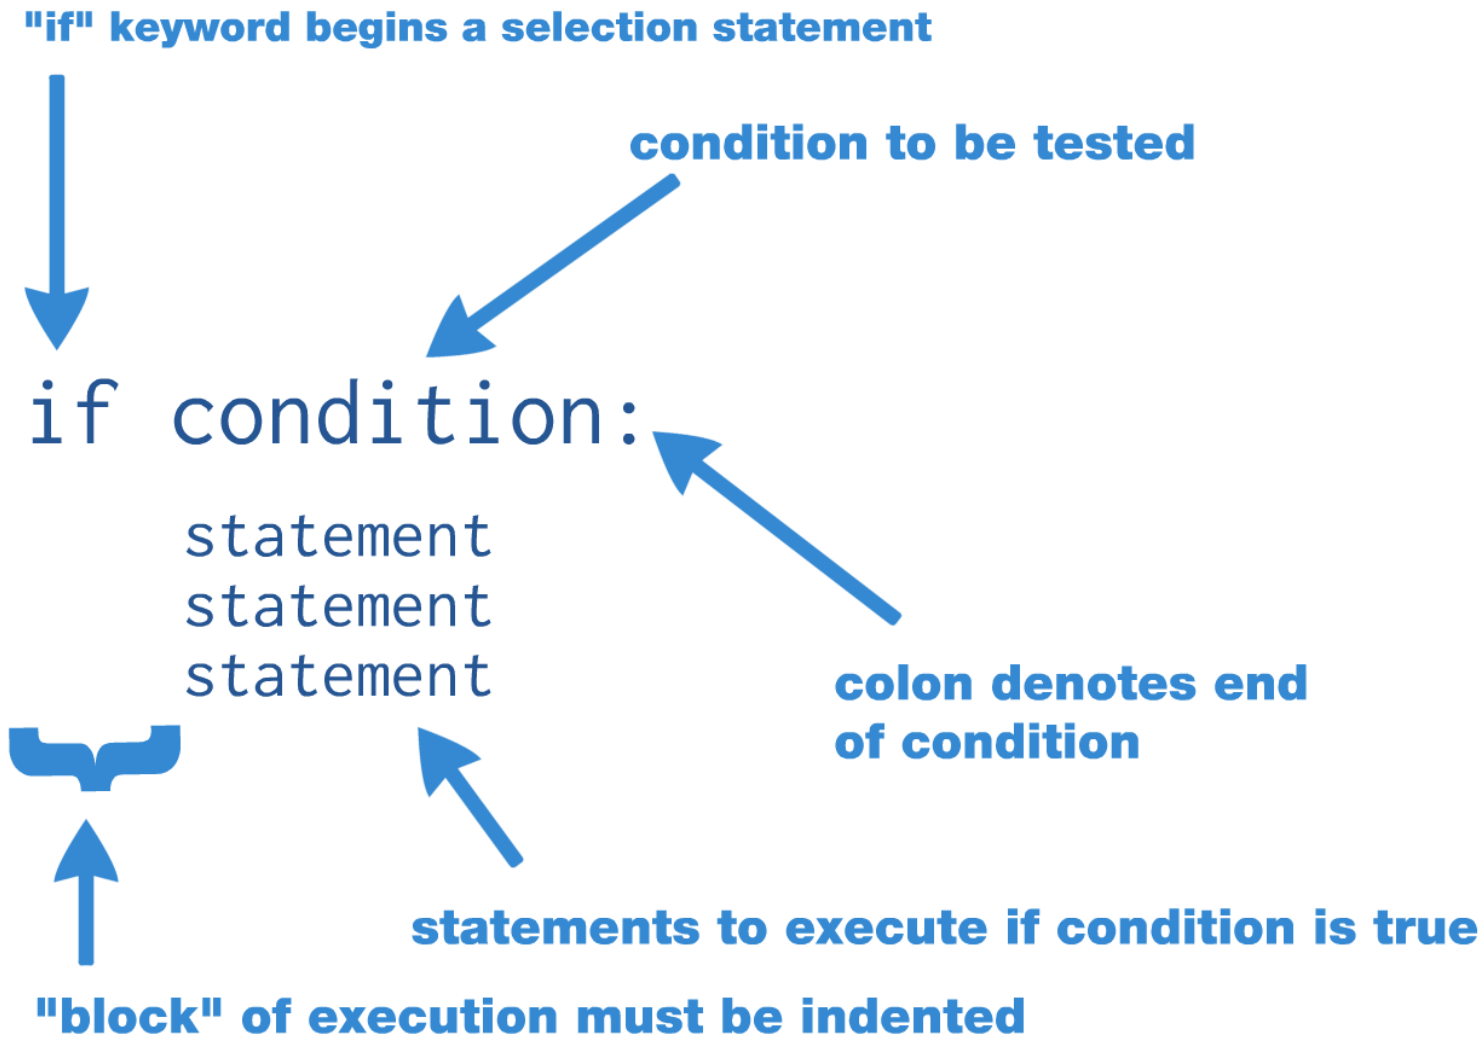 "if" keyword begins a selection statement
condition to be tested
if condition:
statement
statement
statement
colon denotes end
of condition
statements to execute if condition is true
"block" of execution must be indented